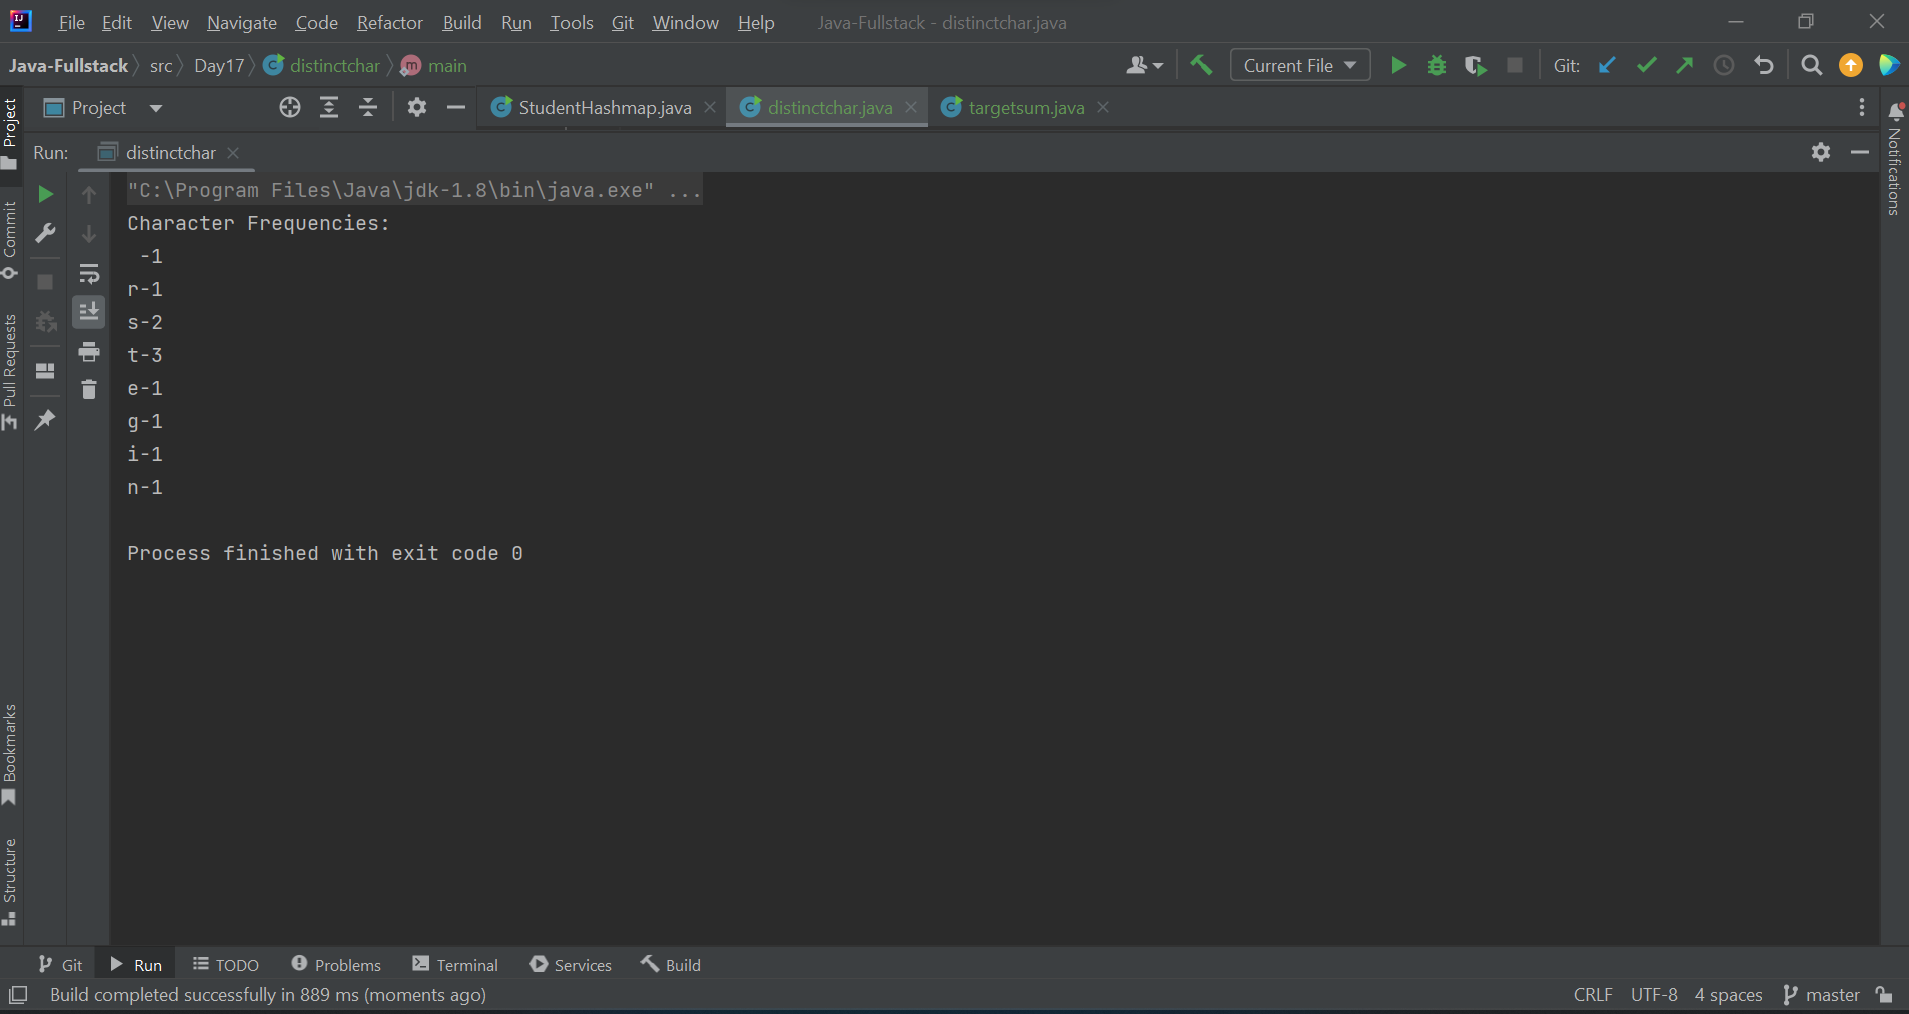 File Edit View Navigate Code Refactor Build Run Tools Git Window Help Java-Fullstack - distinctchar.java
Java-Fullstack src Day17 distinctchar main Current File Git:
Project StudentHashmap.java distinctchar.java targetsum.java
Run: distinctchar
"C:\Program Files\Java\jdk-1.8\bin\java.exe" ...
Character Frequencies:
 -1
r-1
s-2
t-3
e-1
g-1
i-1
n-1
Process finished with exit code 0
Project
Commit
Pull Requests
Bookmarks
Structure
Notifications
Git Run TODO Problems Terminal Services Build
Build completed successfully in 889 ms (moments ago) CRLF UTF-8 4 spaces master